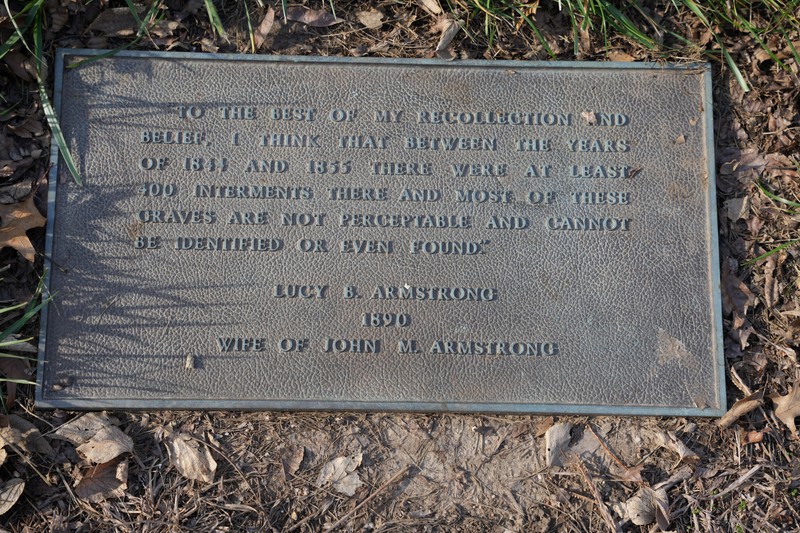 "TO THE BEST OF MY RECOLLECTION AND
BELIEF, I THINK THAT BETWEEN THE YEARS
OF 1844 AND 1855 THERE WERE AT LEAST
400 INTERMENTS THERE AND MOST OF THESE
GRAVES ARE NOT PERCEPTABLE AND CANNOT
BE IDENTIFIED OR EVEN FOUND."
LUCY B. ARMSTRONG
1890
WIFE OF JOHN M. ARMSTRONG